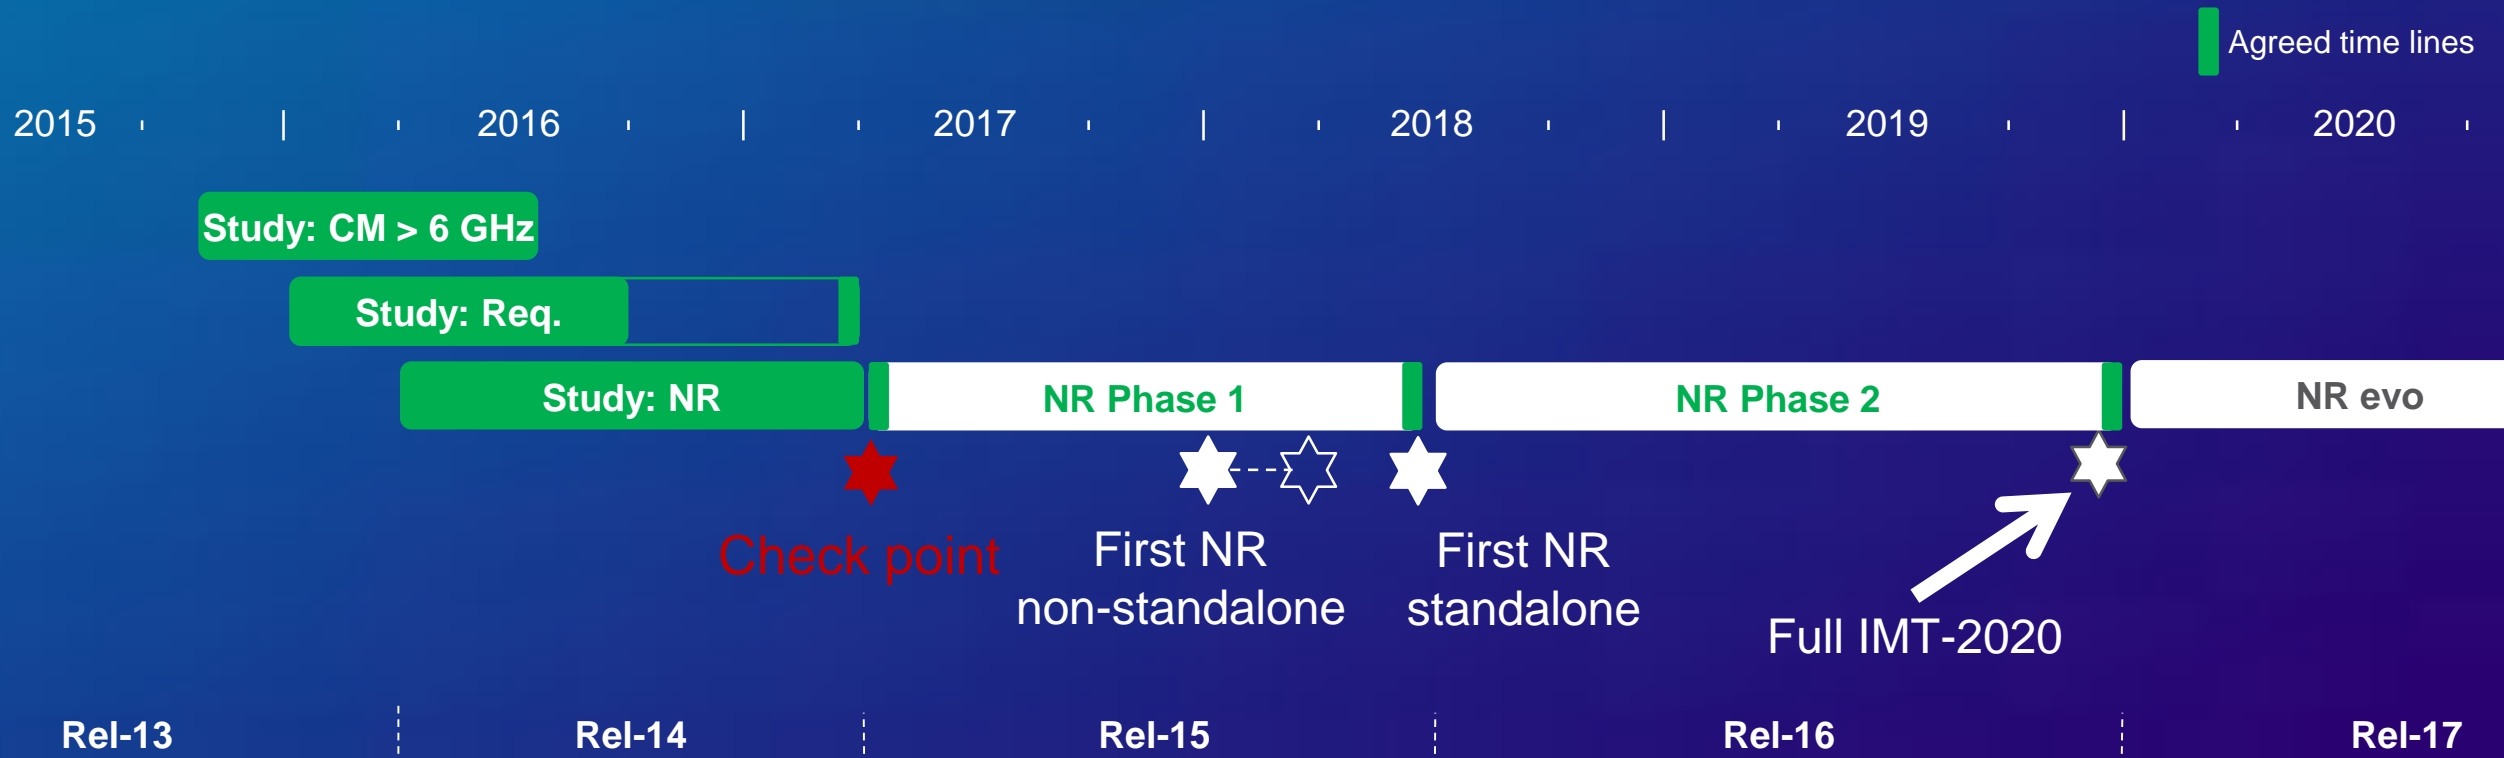 Agreed time lines
2015 2016 2017 2018 2019 2020
Study: CM > 6 GHz
Study: Req.
Study: NR NR Phase 1 NR Phase 2 NR evo
Check point
First NR
non-standalone
First NR
standalone
Full IMT-2020
Rel-13 Rel-14 Rel-15 Rel-16 Rel-17